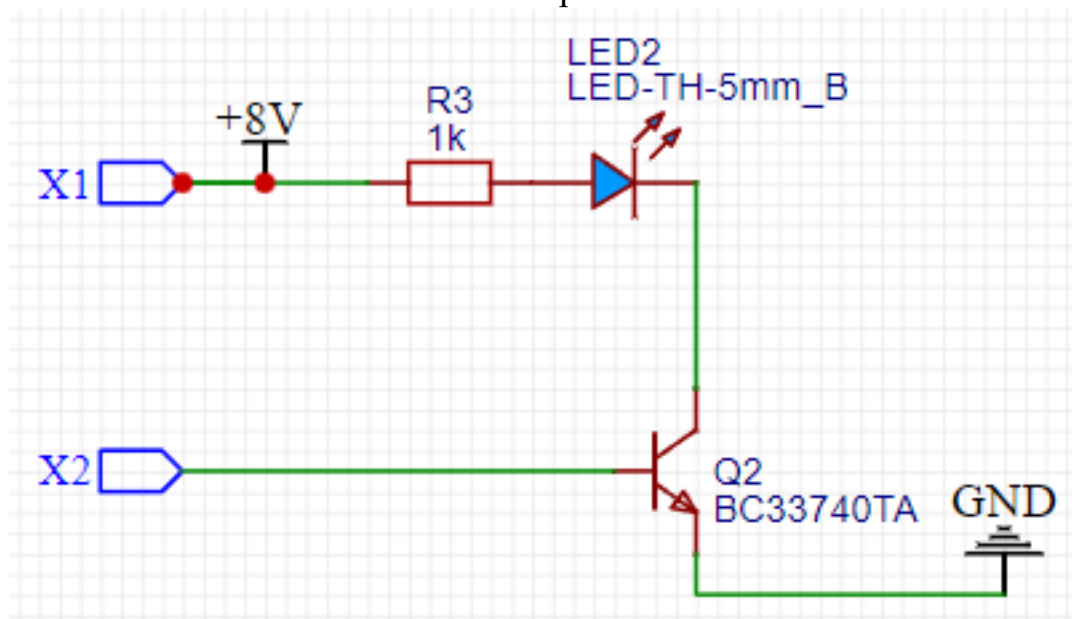 LED2
LED-TH-5mm_B
R3
1k
+8V
X1
X2
Q2
BC33740TA
GND